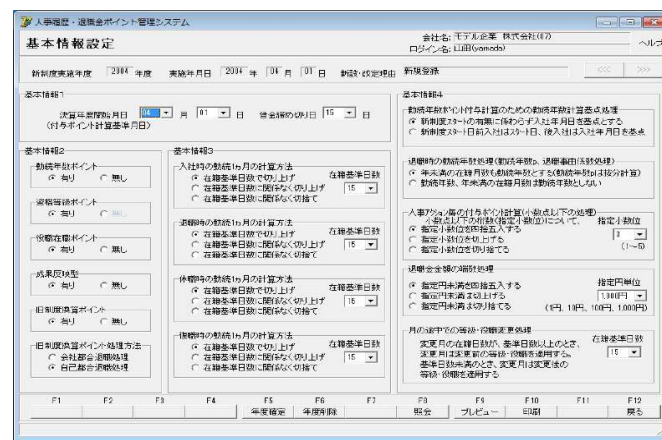 人事履歴・退職金ポイント管理システム
基本情報設定
会社名: モデル企業 株式会社(07)
ログイン名: 山田(yamada)
ヘルプ
新制度実施年度 2004 年度 実施年月日 2004 年 04 月 01 日 新設・改定理由 新規登録
<<< >>>
基本情報1
決算年度開始月日 04 月 01 日 賃金締め切り日 15 日
(付与ポイント計算基準月日)
基本情報2
勤続年数ポイント
有り 無し
資格等級ポイント
有り 無し
役職在職ポイント
有り 無し
成果反映型
有り 無し
旧制度換算ポイント
有り 無し
旧制度換算ポイント処理方法
会社都合退職処理
自己都合退職処理
基本情報3
入社時の勤続1ヶ月の計算方法
在籍基準日数で切り上げ
在籍基準日数に関係なく切り上げ
在籍基準日数に関係なく切捨て
在籍基準日数
15
退職時の勤続1ヶ月の計算方法
在籍基準日数で切り上げ
在籍基準日数に関係なく切り上げ
在籍基準日数に関係なく切捨て
在籍基準日数
15
休職時の勤続1ヶ月の計算方法
在籍基準日数で切り上げ
在籍基準日数に関係なく切り上げ
在籍基準日数に関係なく切捨て
在籍基準日数
15
復職時の勤続1ヶ月の計算方法
在籍基準日数で切り上げ
在籍基準日数に関係なく切り上げ
在籍基準日数に関係なく切捨て
在籍基準日数
15
基本情報4
勤続年数ポイント付与計算のための勤続年数計算基点処理
新制度スタートの有無に係わらず入社年月日を基点とする
新制度スタート日前入社はスタート日、後入社は入社年月日を基点
退職時の勤続年数処理(勤続年数p、退職事由係数処理)
年未満の在籍月数も勤続年数とする(勤続年数pは按分計算)
勤続年数、年未満の在籍月数は勤続年数としない
人事アクション毎の付与ポイント計算(小数点以下の処理)
小数点以下の桁数(指定小数位)について、
指定小数位を四捨五入する
指定小数位を切上げる
指定小数位を切り捨てる
指定小数位
3
(1~5)
退職金金額の端数処理
指定円未満を四捨五入する
指定円未満は切上げる
指定円未満は切り捨てる
指定円単位
1,000円
(1円、10円、100円、1,000円)
月の途中での等級・役職変更処理
変更月の在籍日数が、基準日数以上のとき、
変更月は変更前の等級・役職を適用する。
基準日数未満のとき、変更月は変更後の
等級・役職を適用する
在籍基準日数
15
F1 F2 F3 F4 F5 F6 F7 F8 F9 F10 F11 F12
年度確定 年度削除 照会 プレビュー 印刷 戻る